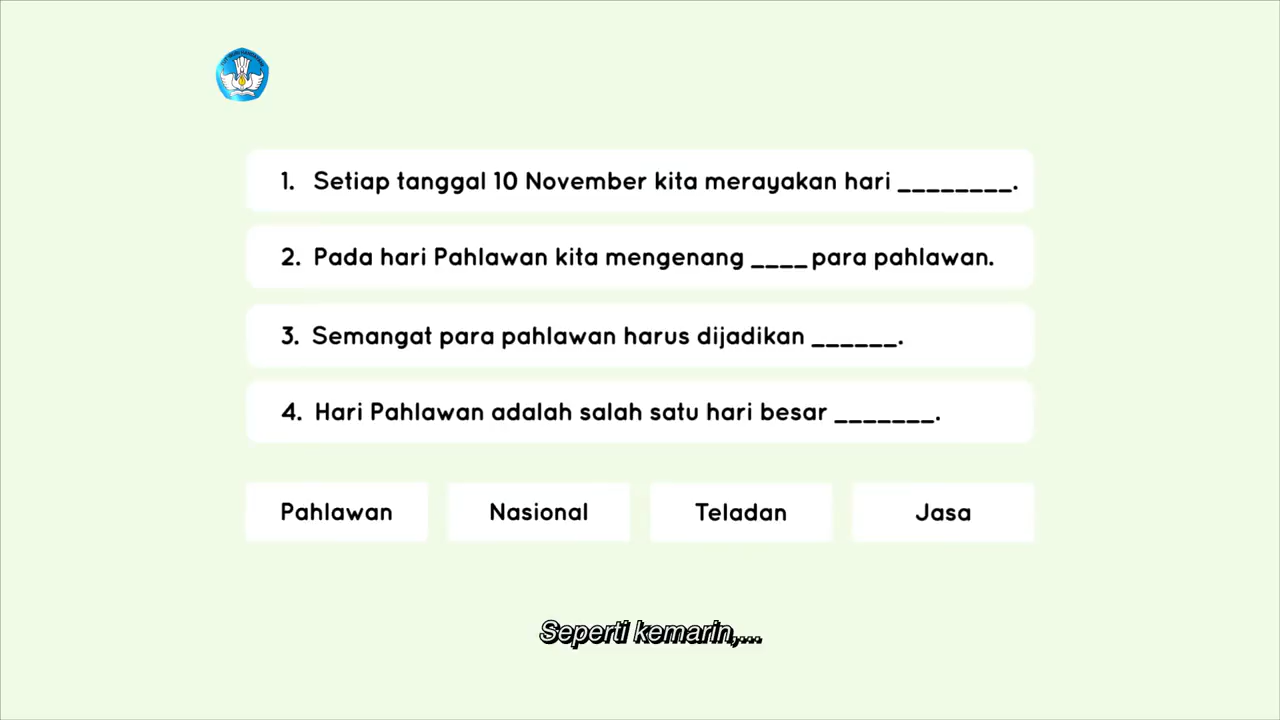 1. Setiap tanggal 10 November kita merayakan hari ________.
2. Pada hari Pahlawan kita mengenang ____ para pahlawan.
3. Semangat para pahlawan harus dijadikan ______.
4. Hari Pahlawan adalah salah satu hari besar _______.
Pahlawan
Nasional
Teladan
Jasa
Seperti kemarin,...